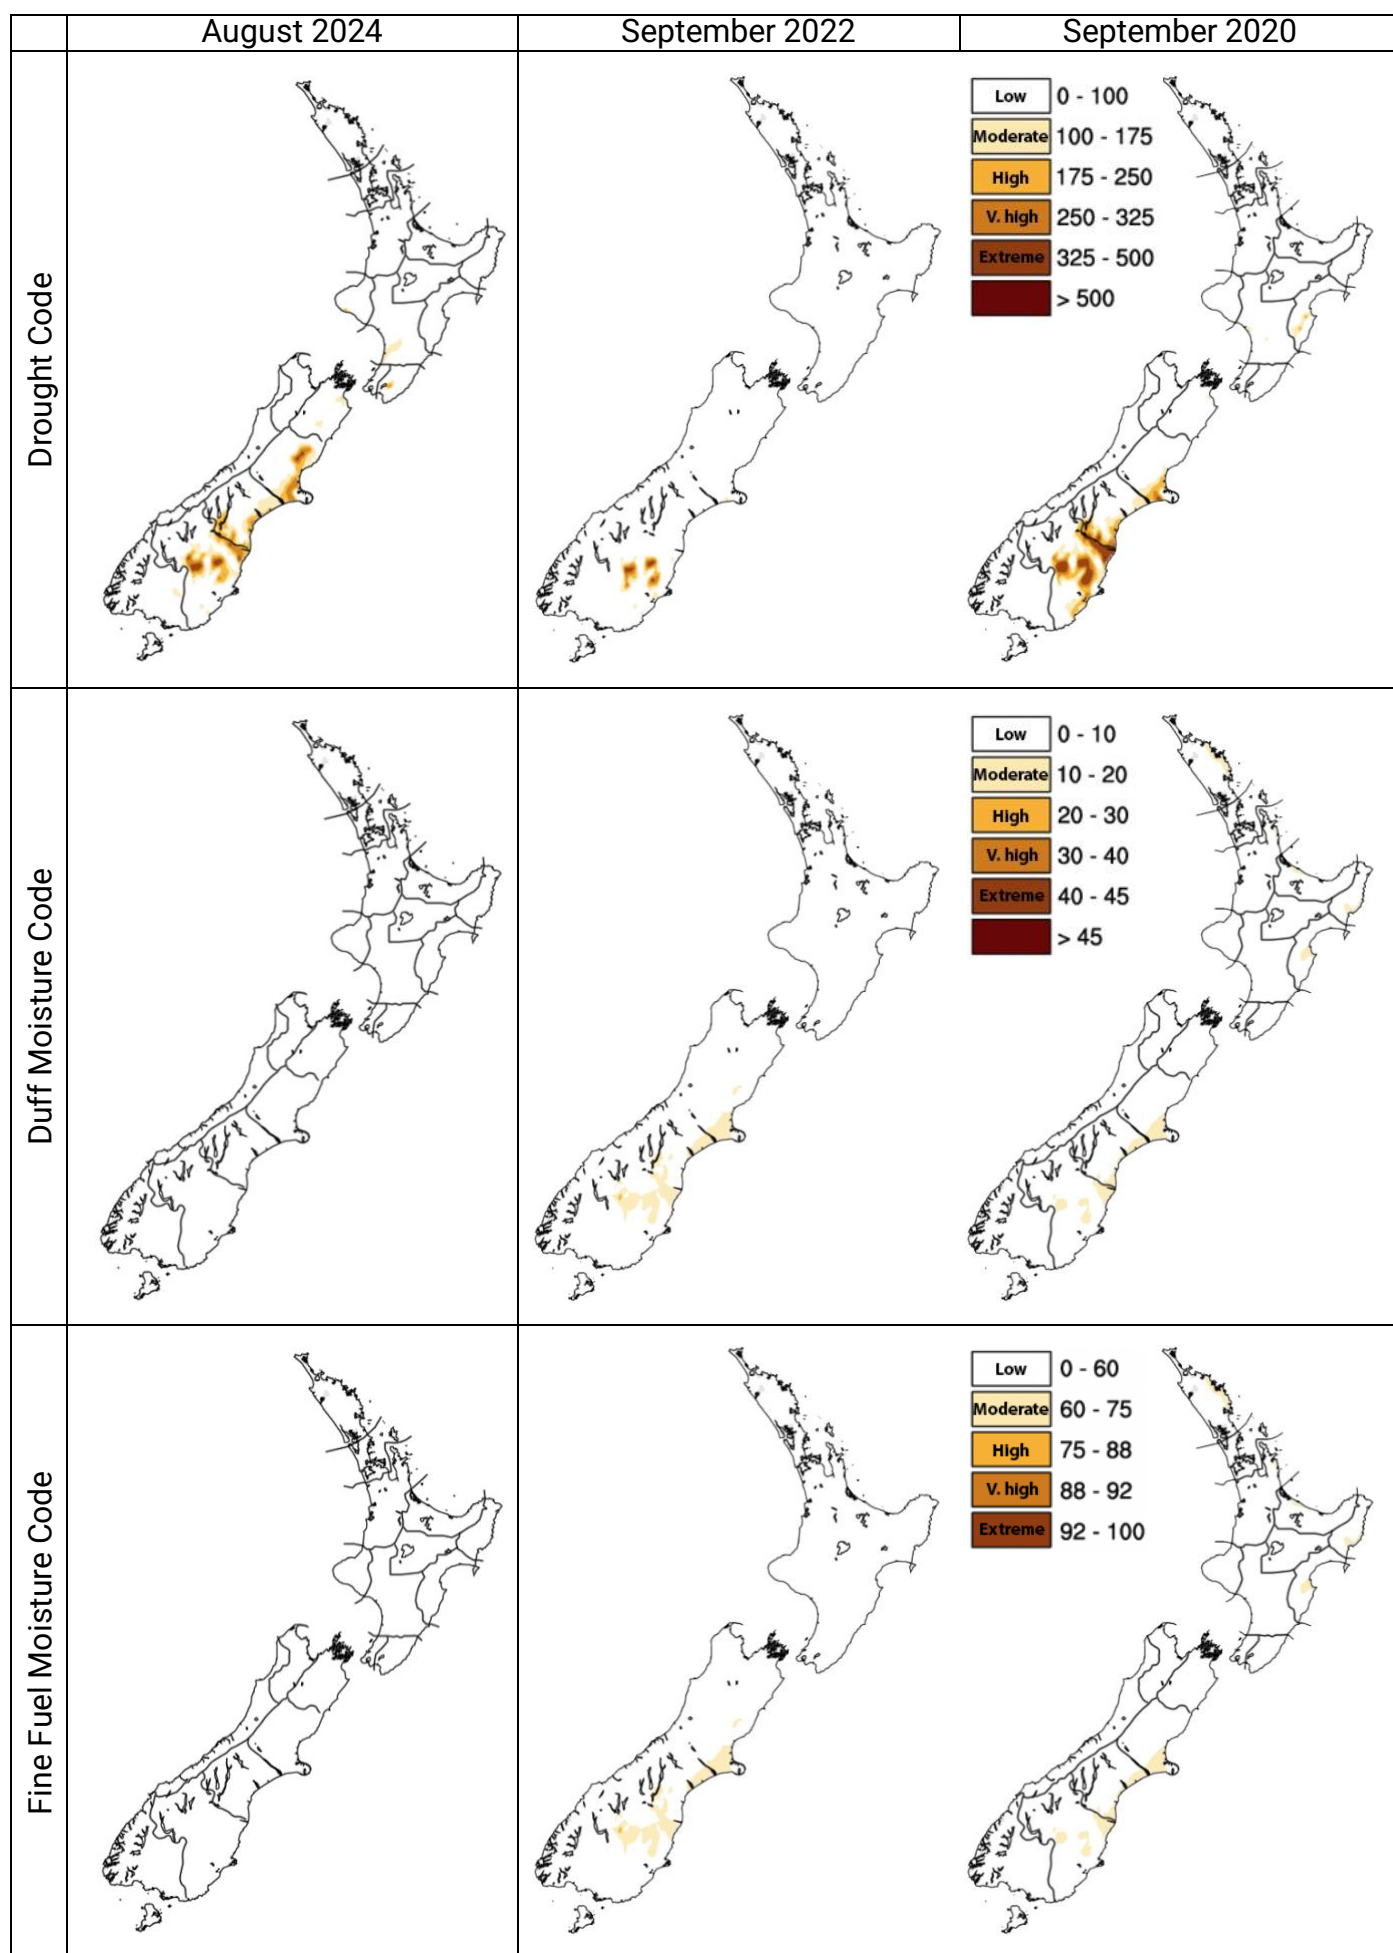 August 2024
September 2022
September 2020
Drought Code
Low 0 - 100
Moderate 100 - 175
High 175 - 250
V. high 250 - 325
Extreme 325 - 500
> 500
Duff Moisture Code
Low 0 - 10
Moderate 10 - 20
High 20 - 30
V. high 30 - 40
Extreme 40 - 45
> 45
Fine Fuel Moisture Code
Low 0 - 60
Moderate 60 - 75
High 75 - 88
V. high 88 - 92
Extreme 92 - 100